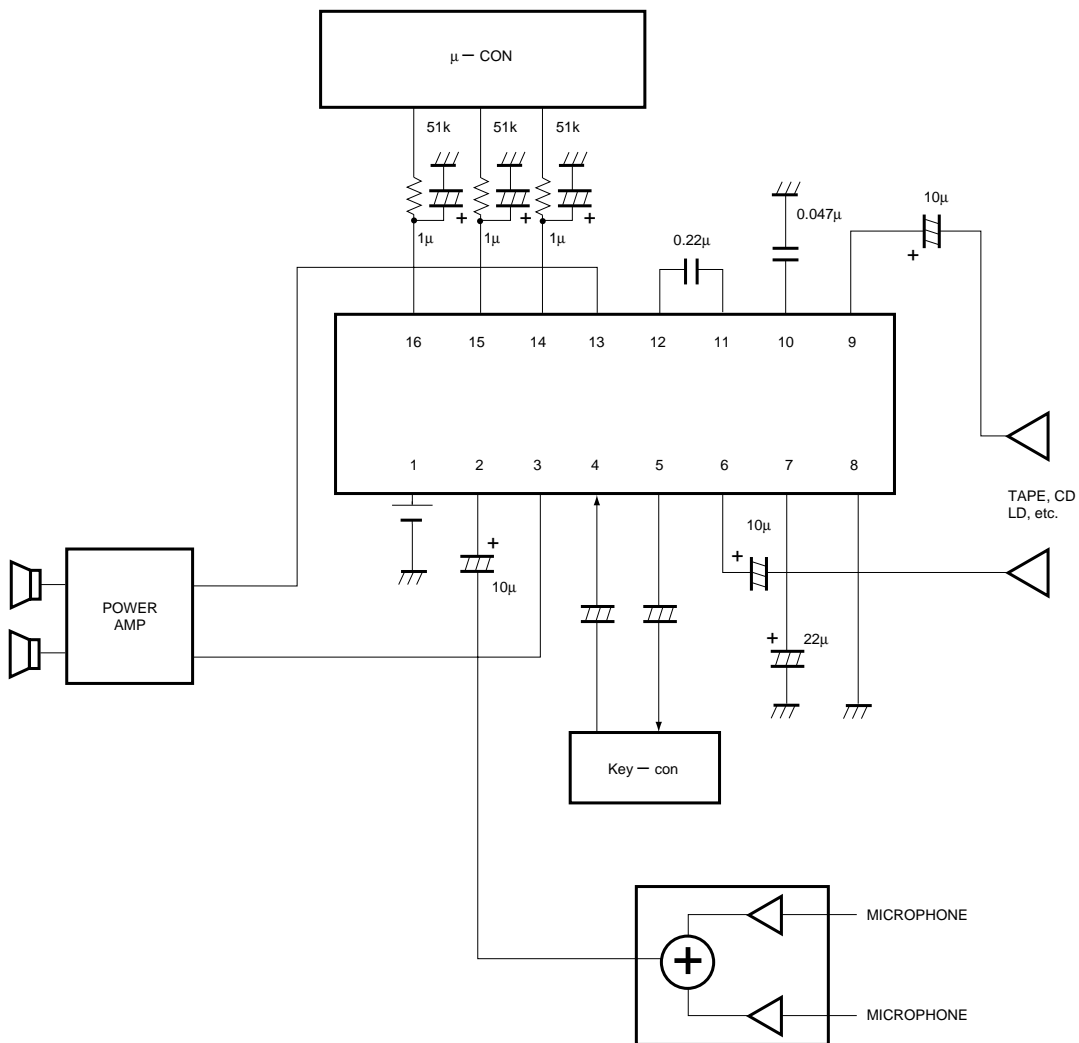 μ − CON
51k 51k 51k
+ + +
1μ 1μ 1μ
0.22μ
0.047μ
10μ
+
16 15 14 13 12 11 10 9
1 2 3 4 5 6 7 8
TAPE, CD
LD, etc.
+
10μ
10μ
+
+
22μ
POWER
AMP
Key − con
+
MICROPHONE
MICROPHONE